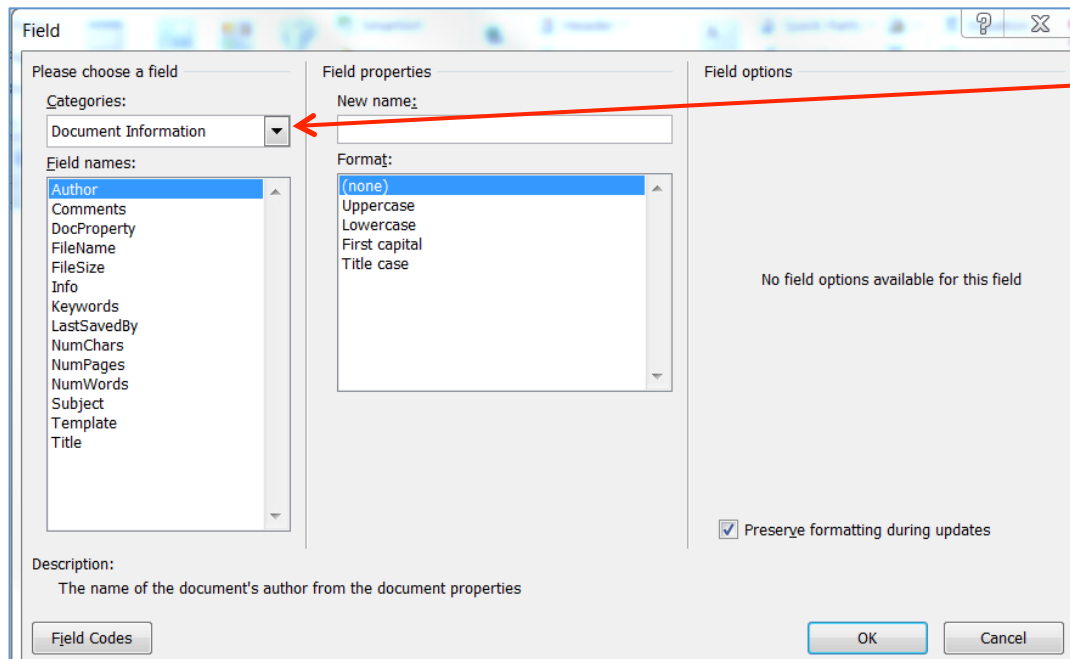 Field
Please choose a field
Categories:
Document Information
Field names:
Author
Comments
DocProperty
FileName
FileSize
Info
Keywords
LastSavedBy
NumChars
NumPages
NumWords
Subject
Template
Title
Field properties
New name:
Format:
(none)
Uppercase
Lowercase
First capital
Title case
Field options
No field options available for this field
Preserve formatting during updates
Description:
The name of the document's author from the document properties
Field Codes
OK
Cancel